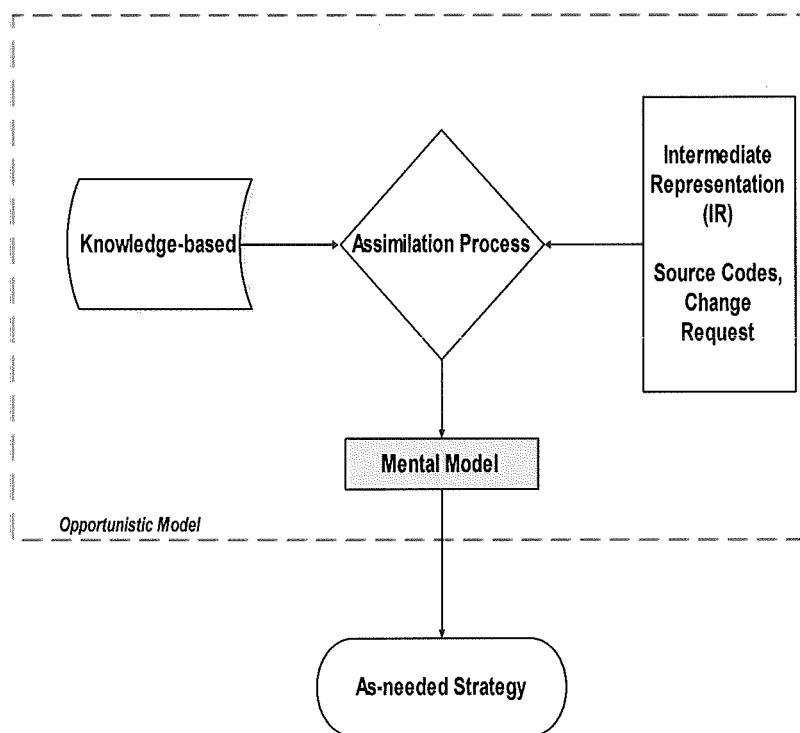 Intermediate
Representation
(IR)
Knowledge-based
Assimilation Process
Source Codes,
Change
Request
Mental Model
Opportunistic Model
As-needed Strategy